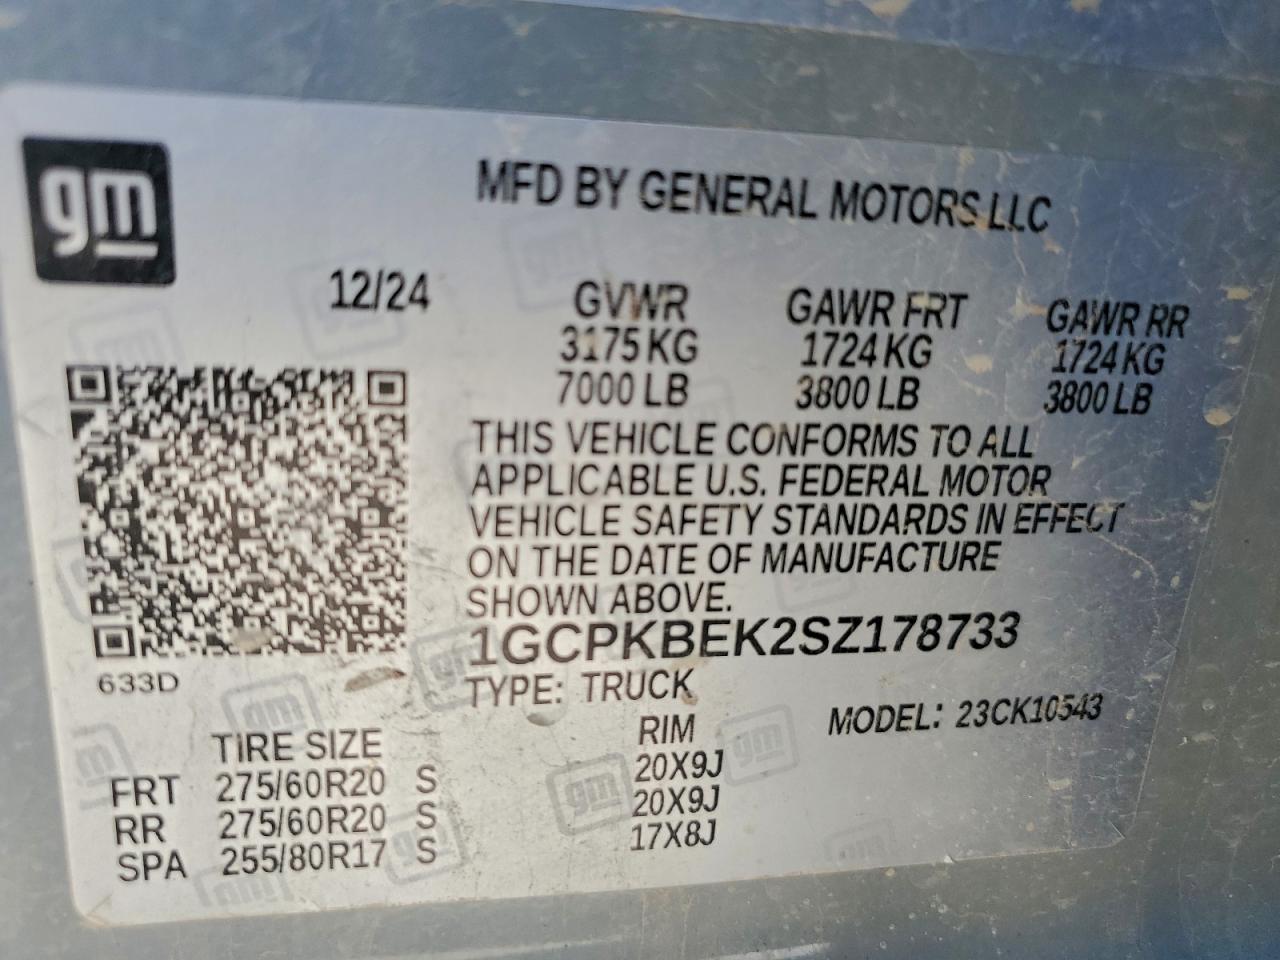 gm
MFD BY GENERAL MOTORS LLC
12/24
GVWR GAWR FRT GAWR RR
3175 KG 1724 KG 1724 KG
7000 LB 3800 LB 3800 LB
THIS VEHICLE CONFORMS TO ALL
APPLICABLE U.S. FEDERAL MOTOR
VEHICLE SAFETY STANDARDS IN EFFECT
ON THE DATE OF MANUFACTURE
SHOWN ABOVE.
1GCPKBEK2SZ178733
633D
TYPE: TRUCK
MODEL: 23CK10543
TIRE SIZE RIM
FRT 275/60R20 S 20X9J
RR 275/60R20 S 20X9J
SPA 255/80R17 S 17X8J